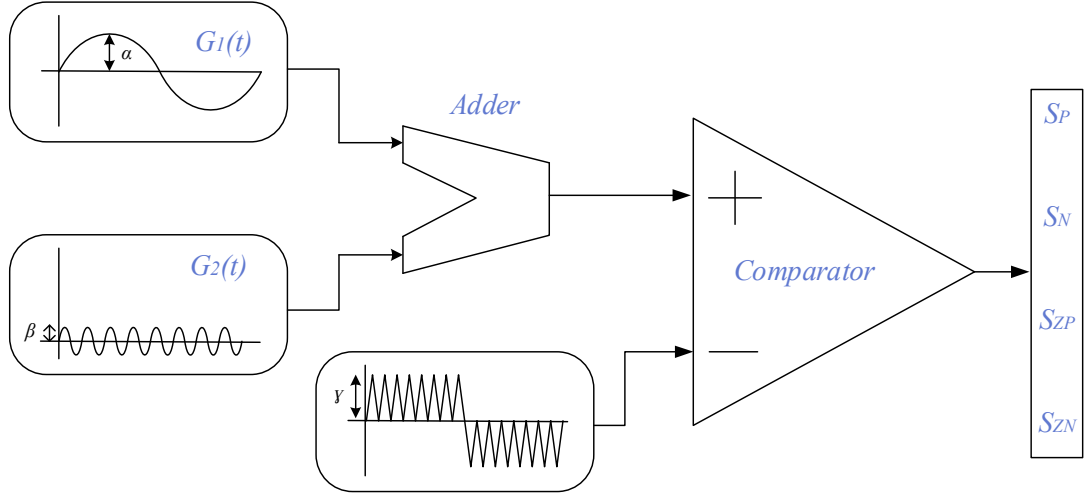 G1(t)
α
Adder
G2(t)
β
γ
+
Comparator
−
SP
SN
SZP
SZN